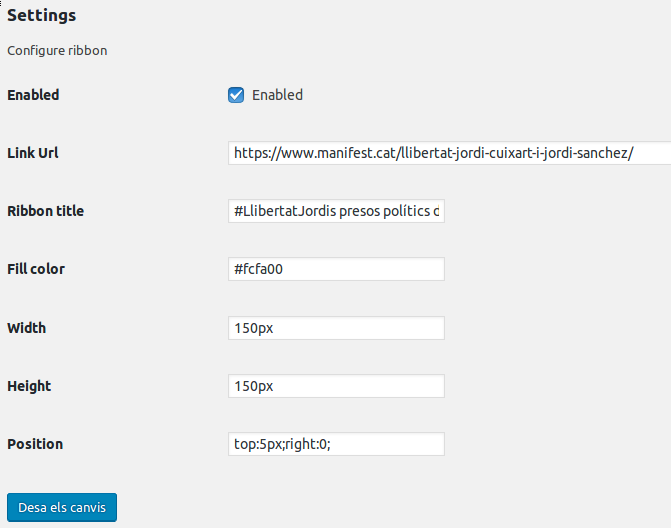 Settings
Configure ribbon
Enabled Enabled
Link Url https://www.manifest.cat/llibertat-jordi-cuixart-i-jordi-sanchez/
Ribbon title #LlibertatJordis presos polítics d
Fill color #fcfa00
Width 150px
Height 150px
Position top:5px;right:0;
Desa els canvis